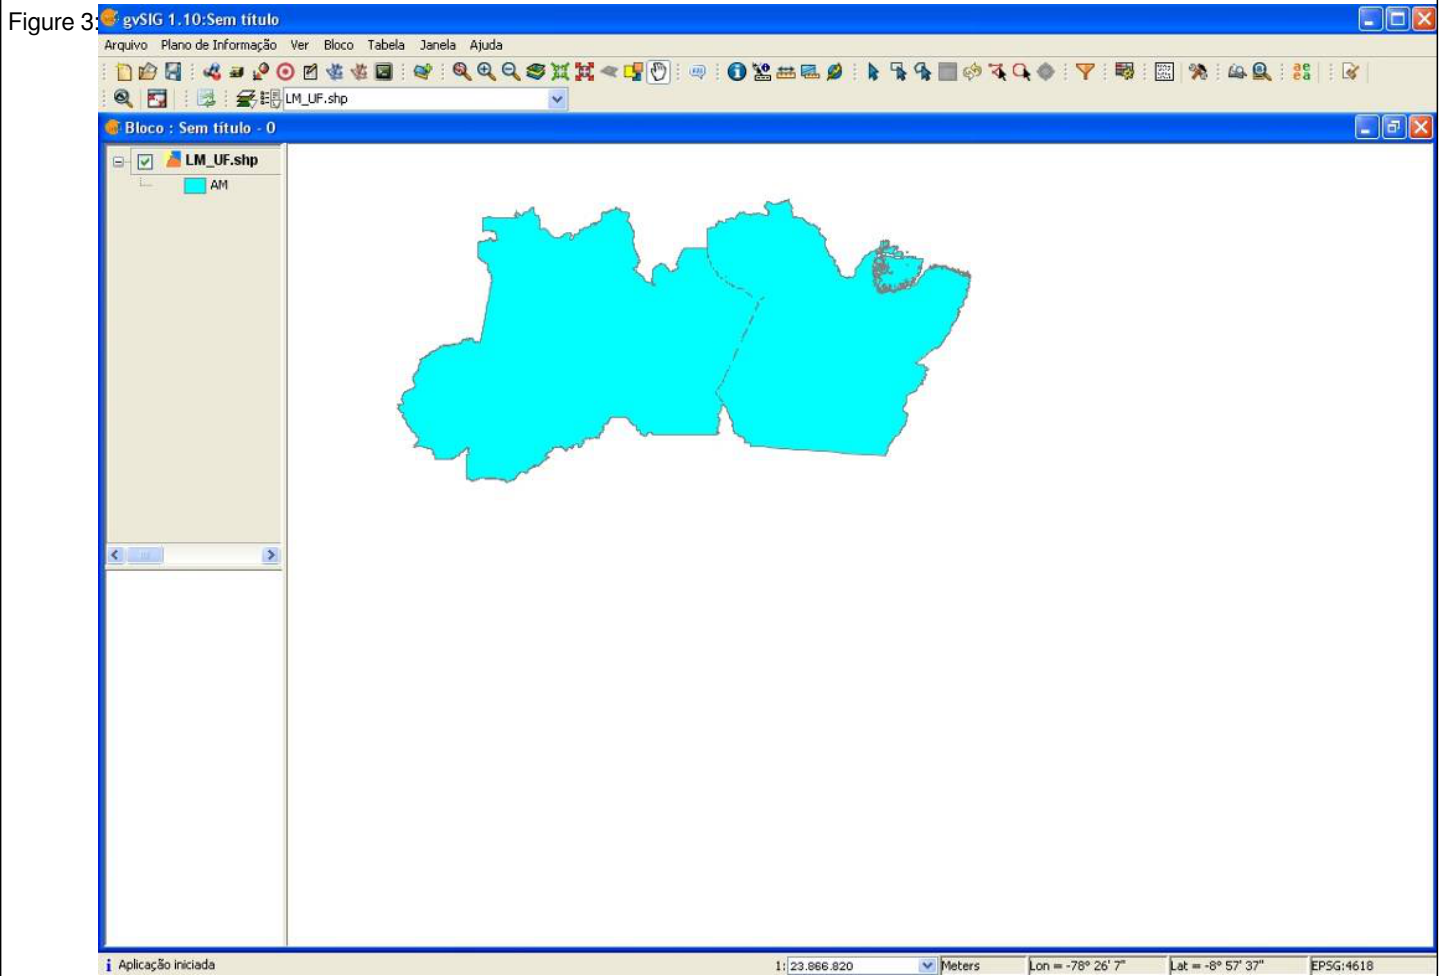 Figure 3:
gvSIG 1.10:Sem título
Arquivo Plano de Informação Ver Bloco Tabela Janela Ajuda
LM_UF.shp
Bloco : Sem título - 0
LM_UF.shp
AM
Aplicação iniciada 1: 23.866.820 Meters Lon = -78° 26' 7" Lat = -8° 57' 37" EPSG:4618